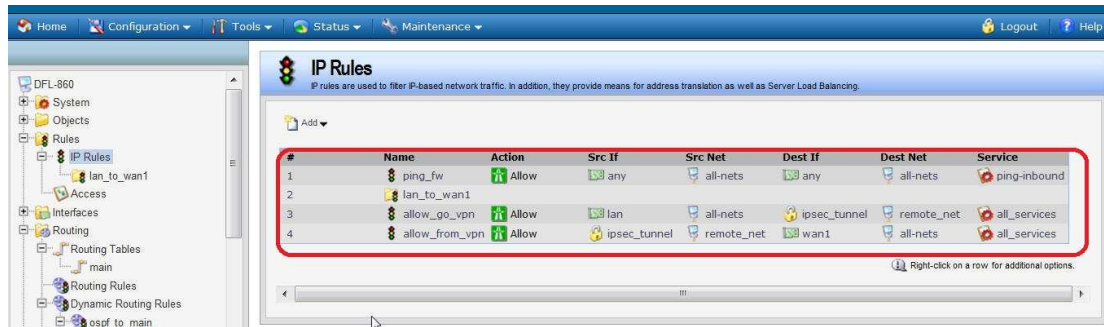 Home Configuration Tools Status Maintenance Logout Help
DFL-860
System
Objects
Rules
IP Rules
lan_to_wan1
Access
Interfaces
Routing
Routing Tables
main
Routing Rules
Dynamic Routing Rules
ospf_to_main
IP Rules
IP rules are used to filter IP-based network traffic. In addition, they provide means for address translation as well as Server Load Balancing.
Add
# Name Action Src If Src Net Dest If Dest Net Service
1 ping_fw Allow any all-nets any all-nets ping-inbound
2 lan_to_wan1
3 allow_go_vpn Allow lan all-nets ipsec_tunnel remote_net all_services
4 allow_from_vpn Allow ipsec_tunnel remote_net wan1 all-nets all_services
Right-click on a row for additional options.